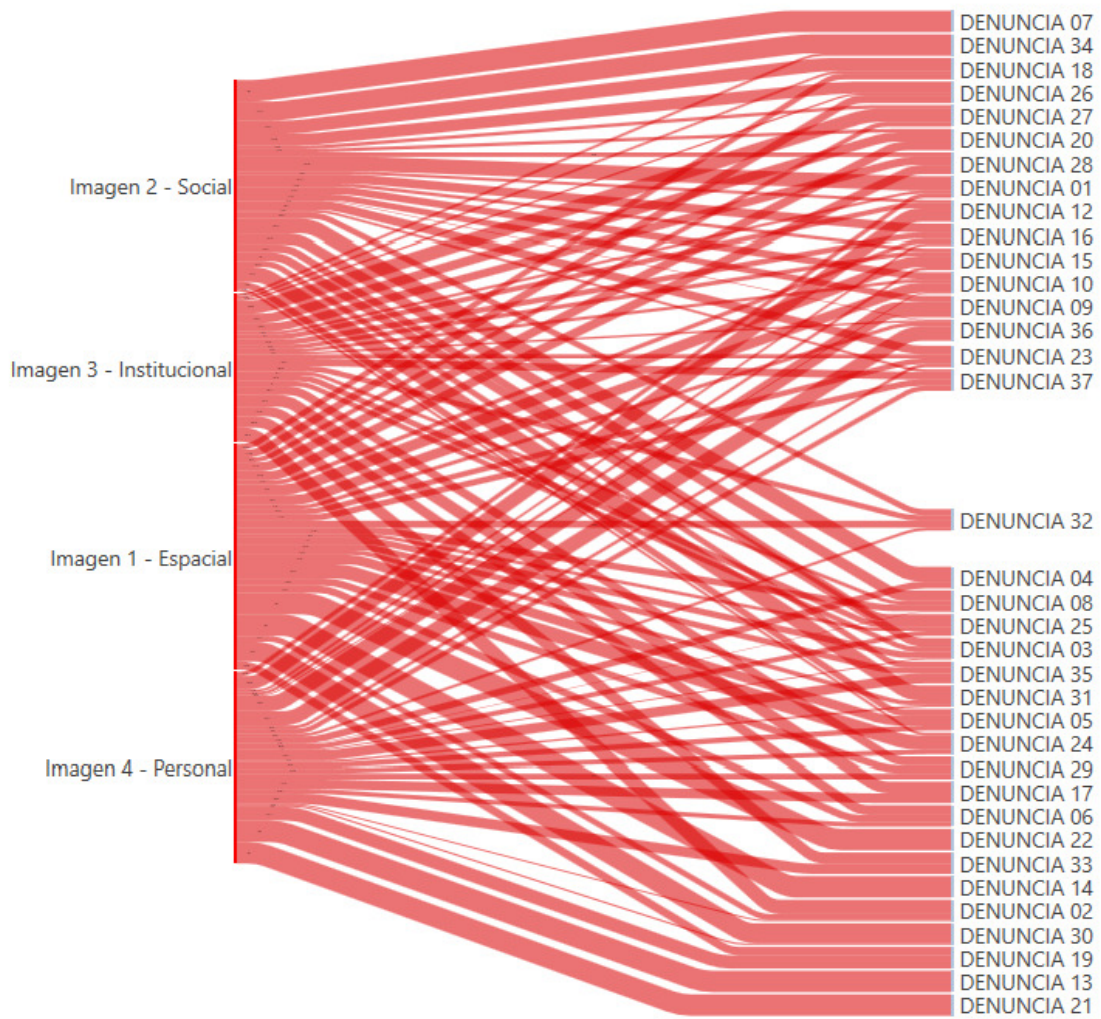 Imagen 2 - Social
Imagen 3 - Institucional
Imagen 1 - Espacial
Imagen 4 - Personal
DENUNCIA 07
DENUNCIA 34
DENUNCIA 18
DENUNCIA 26
DENUNCIA 27
DENUNCIA 20
DENUNCIA 28
DENUNCIA 01
DENUNCIA 12
DENUNCIA 16
DENUNCIA 15
DENUNCIA 10
DENUNCIA 09
DENUNCIA 36
DENUNCIA 23
DENUNCIA 37
DENUNCIA 32
DENUNCIA 04
DENUNCIA 08
DENUNCIA 25
DENUNCIA 03
DENUNCIA 35
DENUNCIA 31
DENUNCIA 05
DENUNCIA 24
DENUNCIA 29
DENUNCIA 17
DENUNCIA 06
DENUNCIA 22
DENUNCIA 33
DENUNCIA 14
DENUNCIA 02
DENUNCIA 30
DENUNCIA 19
DENUNCIA 13
DENUNCIA 21